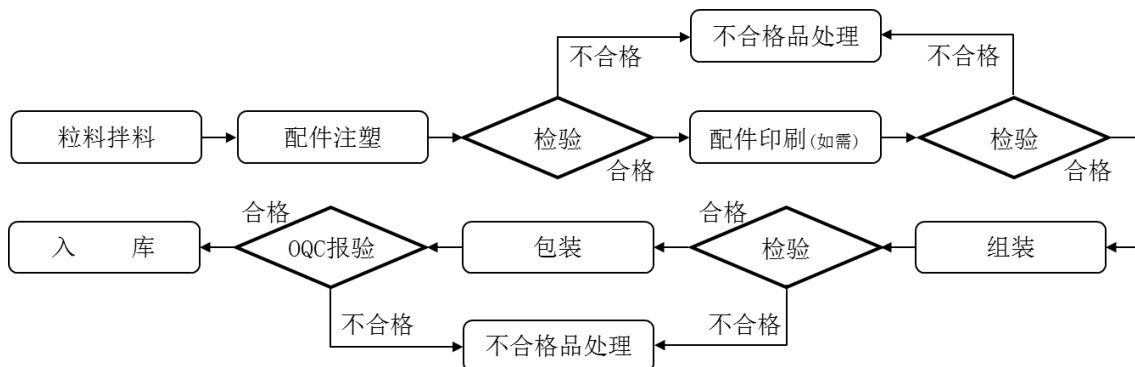 不合格品处理
不合格
不合格
粒料拌料
配件注塑
检验
配件印刷(如需)
检验
合格
合格
合格
合格
入 库
OQC报验
包装
检验
组装
不合格
不合格
不合格品处理